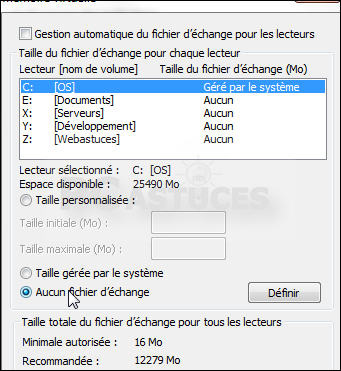 Gestion automatique du fichier d'échange pour les lecteurs
Taille du fichier d'échange pour chaque lecteur
Lecteur [nom de volume] Taille du fichier d'échange (Mo)
C: [OS] Géré par le système
E: [Documents] Aucun
X: [Serveurs] Aucun
Y: [Développement] Aucun
Z: [Webastuces] Aucun
Lecteur sélectionné : C: [OS]
Espace disponible : 25490 Mo
Taille personnalisée :
Taille initiale (Mo) :
Taille maximale (Mo) :
Taille gérée par le système
Aucun fichier d'échange
Définir
Taille totale du fichier d'échange pour tous les lecteurs
Minimale autorisée : 16 Mo
Recommandée : 12279 Mo